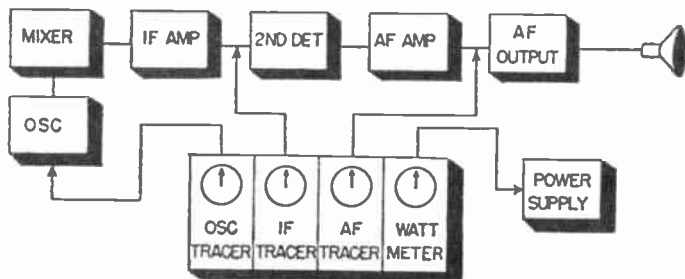 MIXER
IF AMP
2ND DET
AF AMP
AF
OUTPUT
OSC
OSC
TRACER
IF
TRACER
AF
TRACER
WATT
METER
POWER
SUPPLY